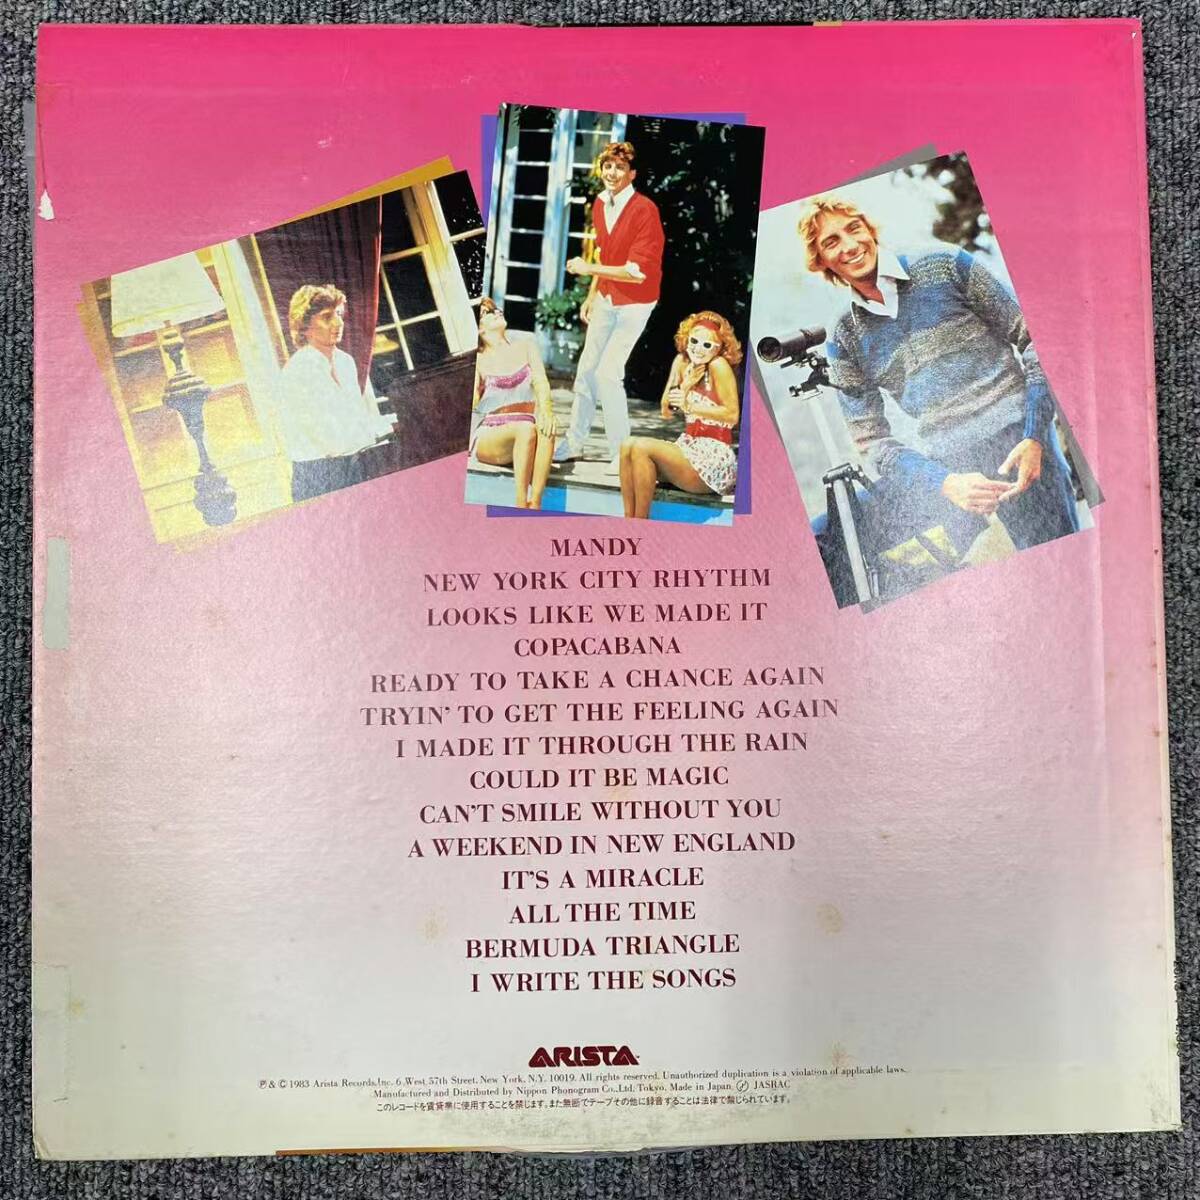 MANDY
NEW YORK CITY RHYTHM
LOOKS LIKE WE MADE IT
COPACABANA
READY TO TAKE A CHANCE AGAIN
TRYIN' TO GET THE FEELING AGAIN
I MADE IT THROUGH THE RAIN
COULD IT BE MAGIC
CAN'T SMILE WITHOUT YOU
A WEEKEND IN NEW ENGLAND
IT'S A MIRACLE
ALL THE TIME
BERMUDA TRIANGLE
I WRITE THE SONGS
ARISTA
℗ & © 1983 Arista Records, Inc. 6, West 57th Street, New York, N.Y. 10019. All rights reserved. Unauthorized duplication is a violation of applicable laws.
Manufactured and Distributed by Nippon Phonogram Co., Ltd. Tokyo. Made in Japan. JASRAC
このレコードを賃貸業に使用することを禁じます。また無断でテープその他に録音することは法律で禁じられています。